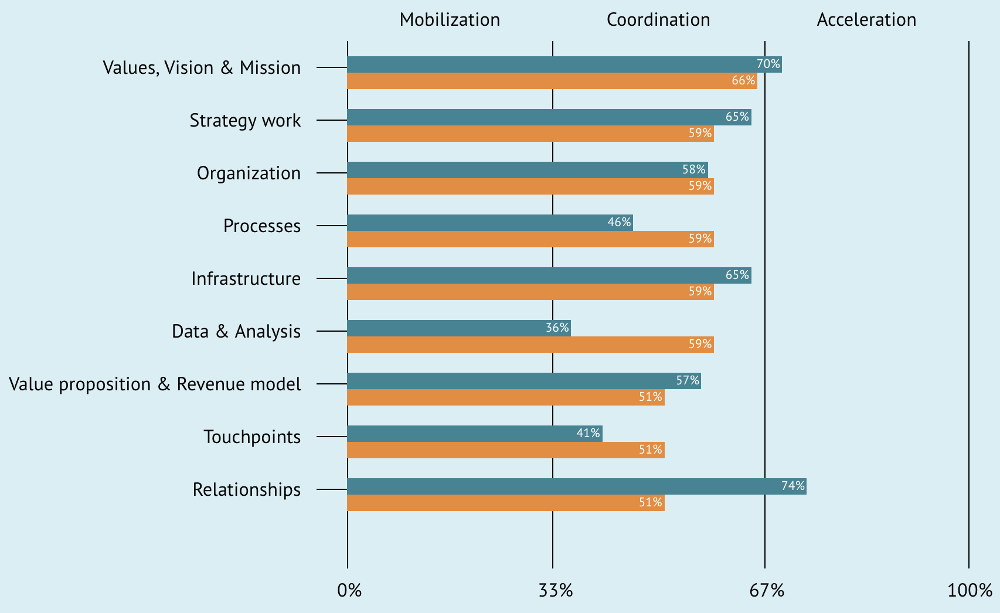 Mobilization Coordination Acceleration
Values, Vision & Mission 70%
66%
Strategy work 65%
59%
Organization 58%
59%
Processes 46%
59%
Infrastructure 65%
59%
Data & Analysis 36%
59%
Value proposition & Revenue model 57%
51%
Touchpoints 41%
51%
Relationships 74%
51%
0% 33% 67% 100%